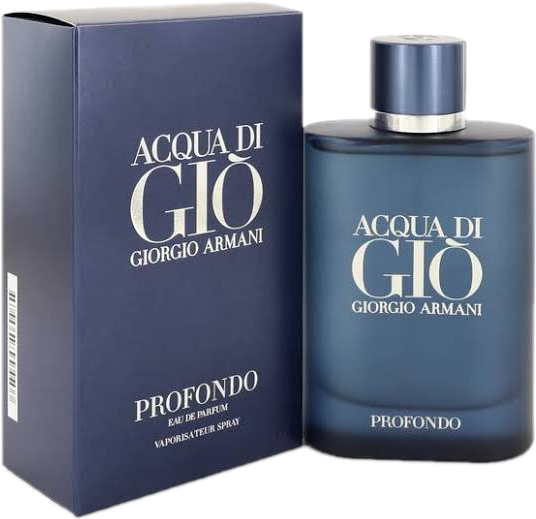 ACQUA DI
GIÒ
GIORGIO ARMANI
PROFONDO
EAU DE PARFUM
VAPORISATEUR SPRAY
ACQUA DI
GIÒ
GIORGIO ARMANI
PROFONDO